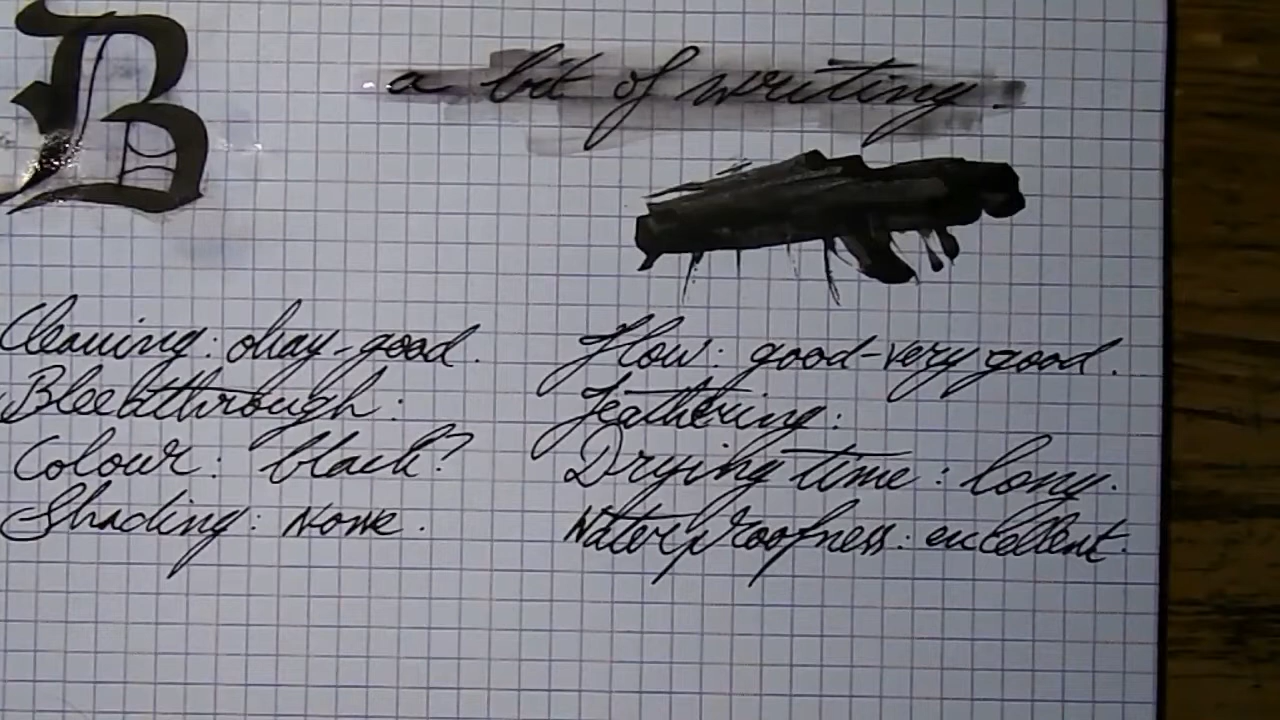 B
a bit of writing.
Cleaning: okay-good.
Flow: good-very good.
Bleebtthrough:
Feathering:
Colour: black?
Drying time: long.
Shading: None.
Waterproofness: excellent.